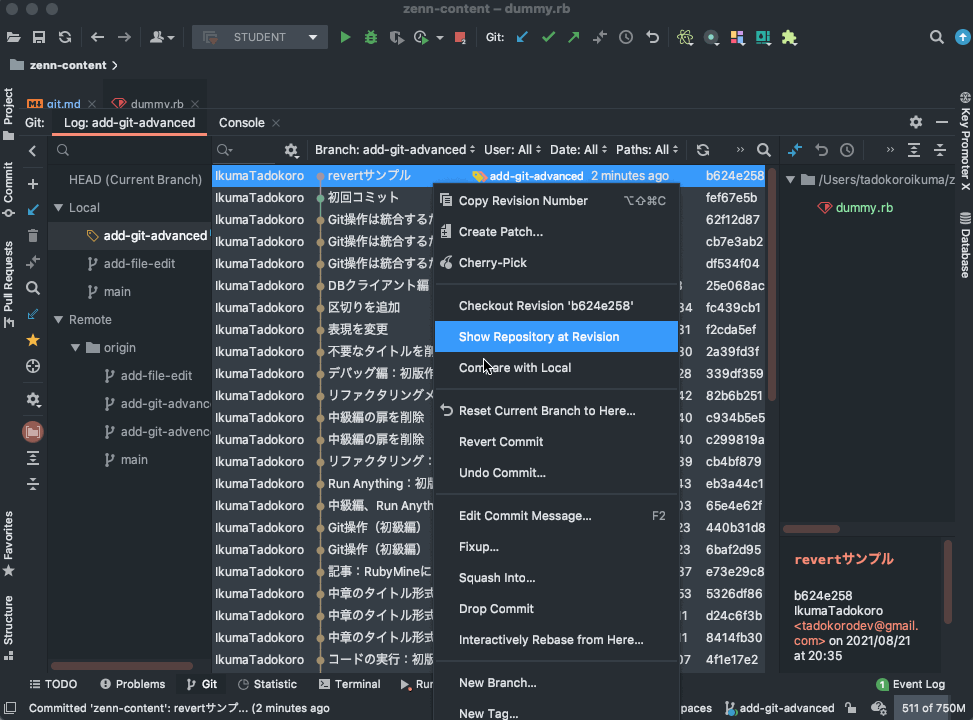 zenn-content – dummy.rb
STUDENT
Git:
zenn-content
git.md
dummy.rb
Git:
Log: add-git-advanced
Console
Branch: add-git-advanced
User: All
Date: All
Paths: All
HEAD (Current Branch)
Local
add-git-advanced
add-file-edit
main
Remote
origin
add-file-edit
add-git-advanc
add-git-advenc
main
IkumaTadokoro revertサンプル add-git-advanced 2 minutes ago b624e258
IkumaTadokoro 初回コミット fef67e5b
IkumaTadokoro Git操作は統合するた 62f12d87
IkumaTadokoro Git操作は統合するた cb7e3ab2
IkumaTadokoro Git操作は統合するた df534f04
IkumaTadokoro DBクライアント編 3 25e068ac
IkumaTadokoro 区切りを追加 34 fc439cb1
IkumaTadokoro 表現を変更 31 f2cda5ef
IkumaTadokoro 不要なタイトルを削 30 2a39fd3f
IkumaTadokoro デバッグ編：初版作 28 339df359
IkumaTadokoro リファクタリングメ 42 82b6b251
IkumaTadokoro 中級編の扉を削除 40 c934b5e5
IkumaTadokoro 中級編の扉を削除 40 c299819a
IkumaTadokoro リファクタリング： 39 cb4bf879
IkumaTadokoro Run Anything：初版 43 eb3a44c1
IkumaTadokoro 中級編、Run Anyth 03 65e4e62f
IkumaTadokoro Git操作（初級編） 23 440b31d8
IkumaTadokoro Git操作（初級編） 23 6baf2d95
IkumaTadokoro 記事：RubyMineに 37 e73e29c8
IkumaTadokoro 中章のタイトル形式 53 5326df86
IkumaTadokoro 中章のタイトル形式 11 d24c6f3b
IkumaTadokoro 中章のタイトル形式 11 8414fb30
IkumaTadokoro コードの実行：初版 07 4f1e17e2
Copy Revision Number ⌥⇧⌘C
Create Patch...
Cherry-Pick
Checkout Revision 'b624e258'
Show Repository at Revision
Compare with Local
Reset Current Branch to Here...
Revert Commit
Undo Commit...
Edit Commit Message... F2
Fixup...
Squash Into...
Drop Commit
Interactively Rebase from Here...
New Branch...
New Tag...
/Users/tadokoroikuma/z
dummy.rb
revertサンプル
b624e258
IkumaTadokoro
<tadokorodev@gmail.
com> on 2021/08/21
at 20:35
Project
Commit
Pull Requests
Favorites
Structure
Key Promoter X
Database
TODO
Problems
Git
Statistic
Terminal
Run
Event Log
Committed 'zenn-content': revertサンプ... (2 minutes ago)
paces
add-git-advanced
511 of 750M